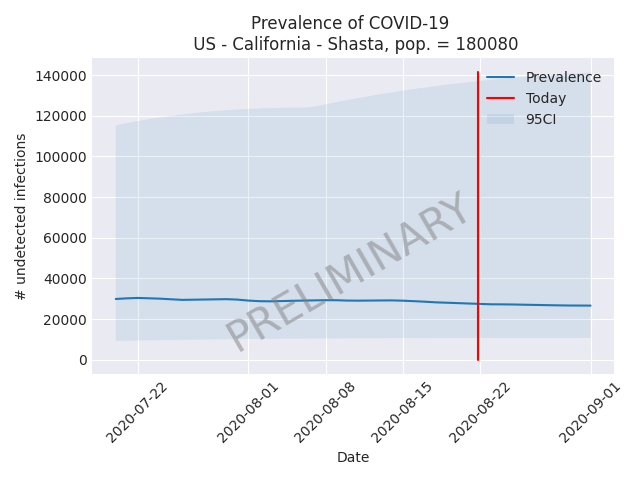 Prevalence of COVID-19
US - California - Shasta, pop. = 180080
140000
120000
100000
80000
60000
40000
20000
0
# undetected infections
Prevalence
Today
95CI
PRELIMINARY
2020-07-22
2020-08-01
2020-08-08
2020-08-15
2020-08-22
2020-09-01
Date